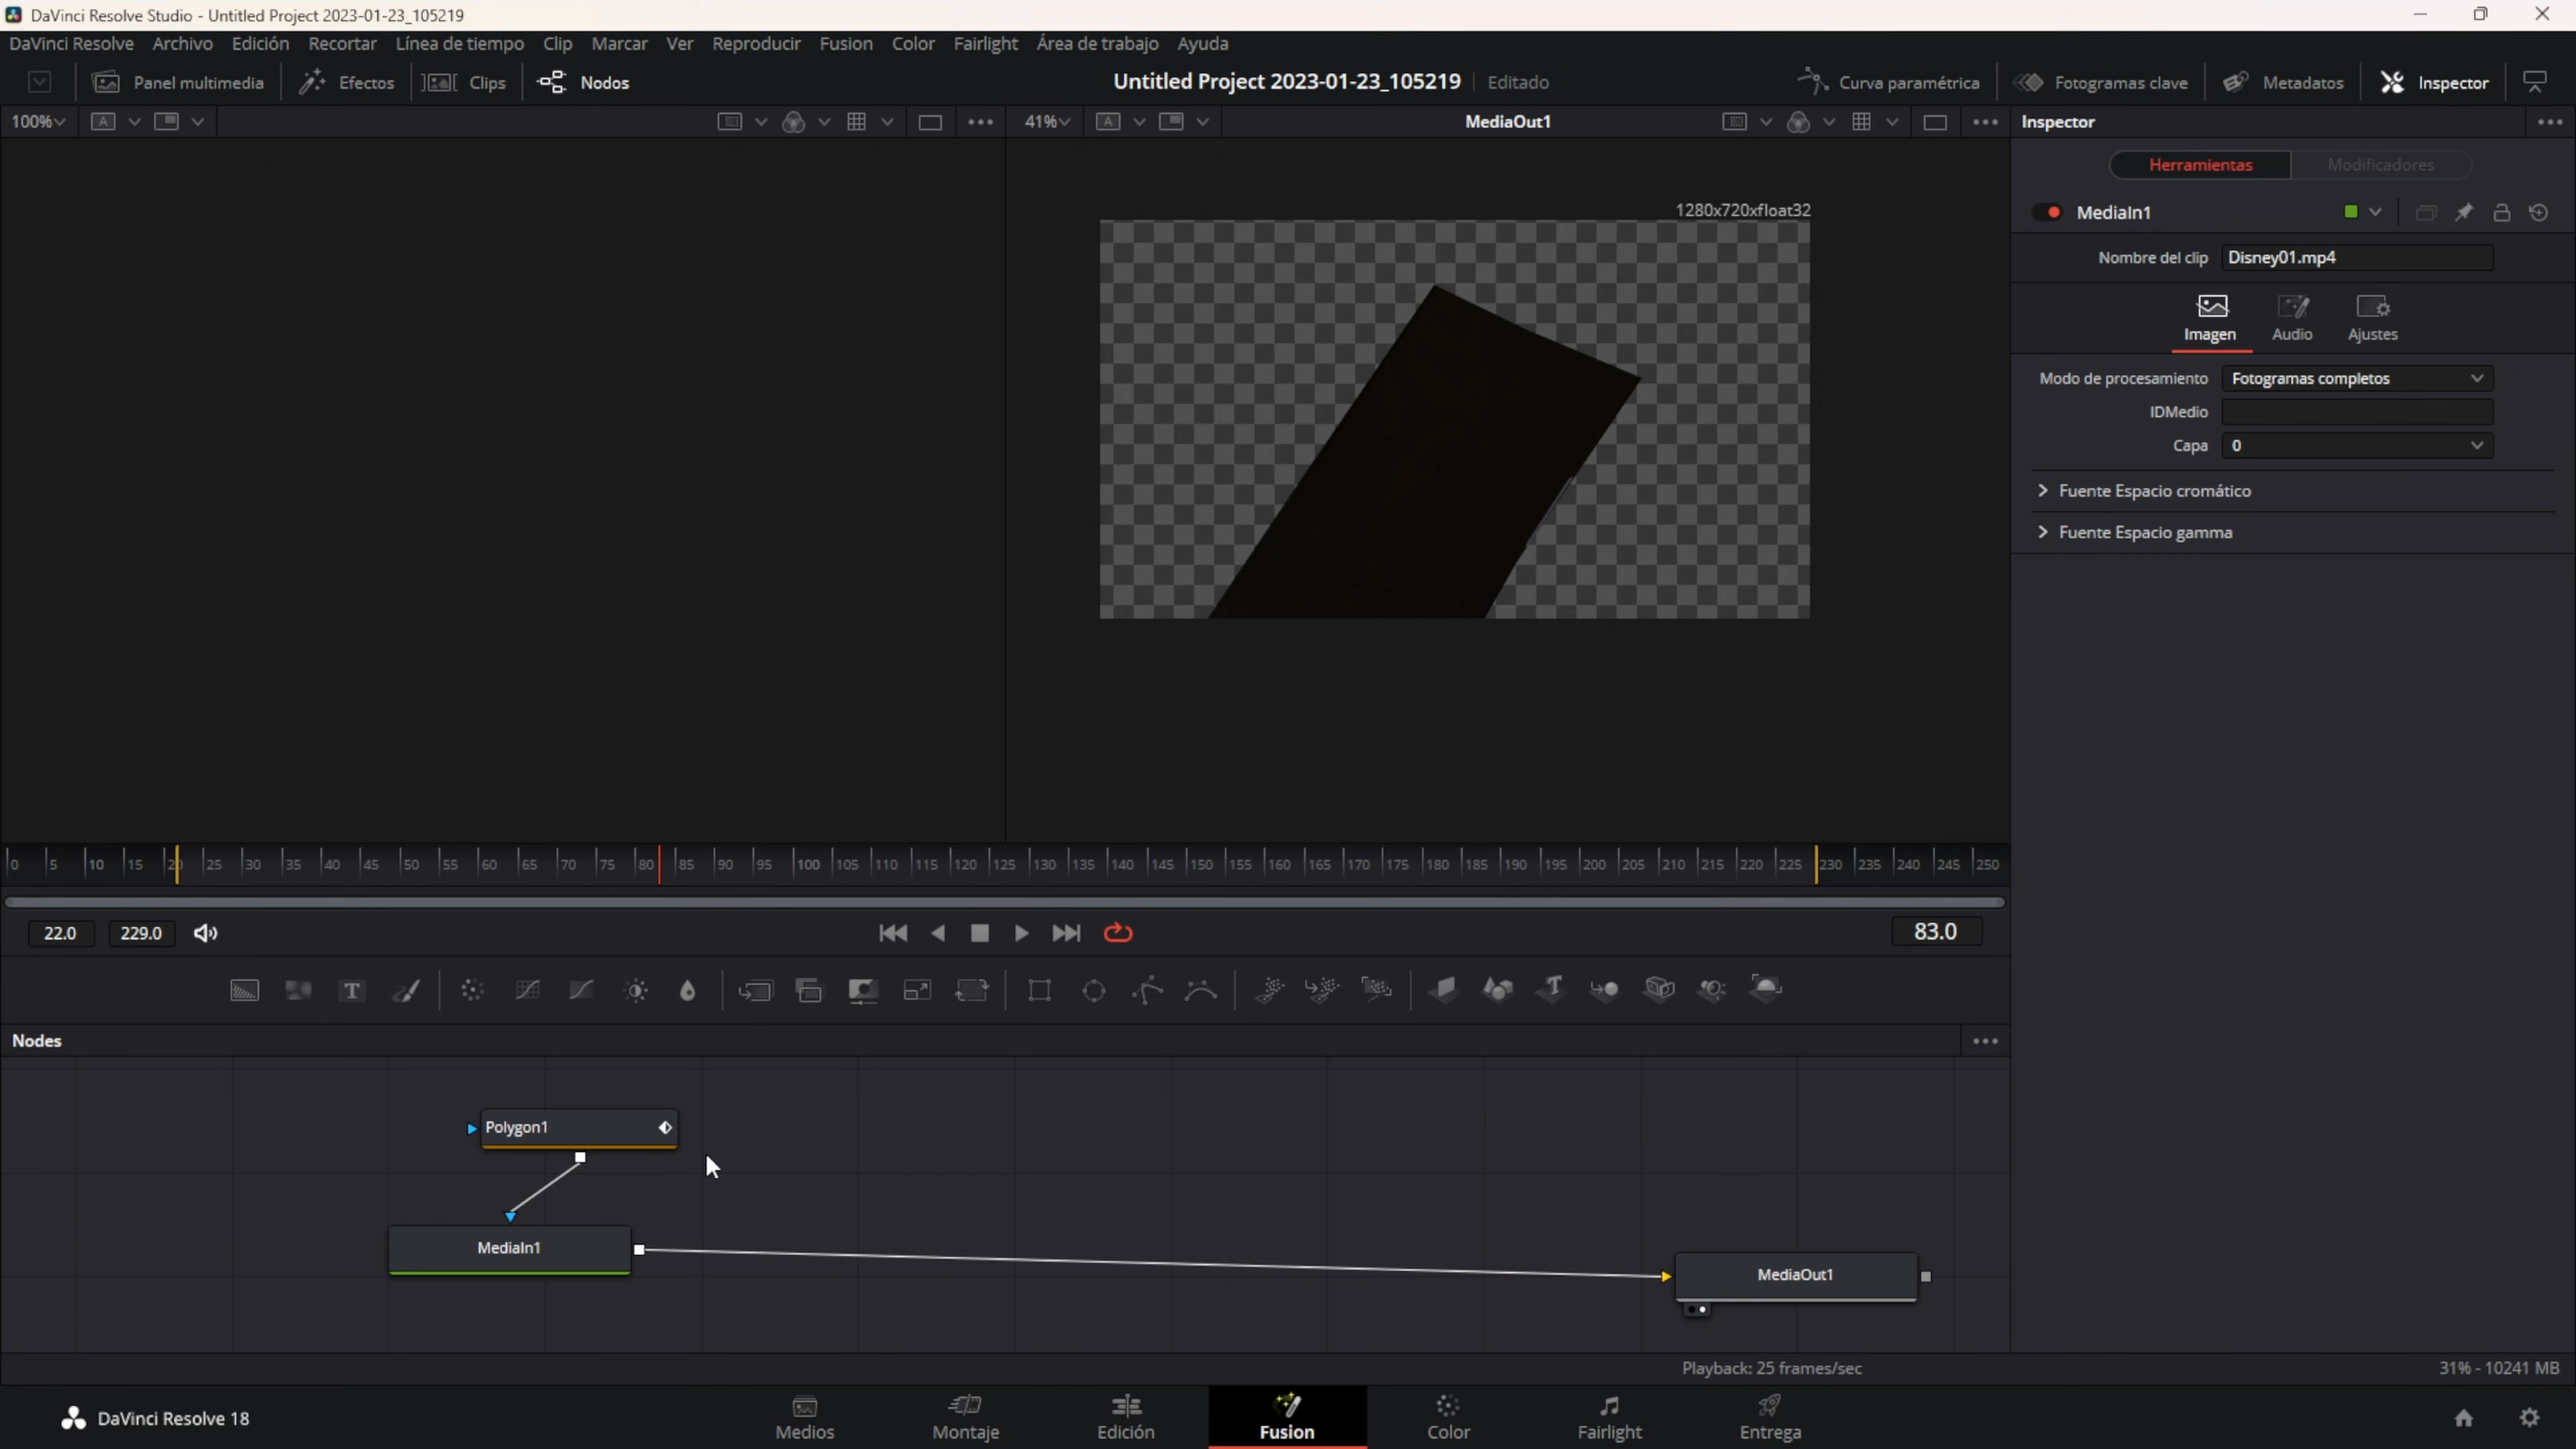 DaVinci Resolve Studio - Untitled Project 2023-01-23_105219
DaVinci Resolve Archivo Edición Recortar Línea de tiempo Clip Marcar Ver Reproducir Fusion Color Fairlight Área de trabajo Ayuda
Panel multimedia Efectos Clips Nodos Untitled Project 2023-01-23_105219 Editado Curva paramétrica Fotogramas clave Metadatos Inspector
100% A 41% A MediaOut1 Inspector
Herramientas Modificadores
1280x720xfloat32
MediaIn1
Nombre del clip Disney01.mp4
Imagen Audio Ajustes
Modo de procesamiento Fotogramas completos
IDMedio
Capa 0
Fuente Espacio cromático
Fuente Espacio gamma
0 5 10 15 20 25 30 35 40 45 50 55 60 65 70 75 80 85 90 95 100 105 110 115 120 125 130 135 140 145 150 155 160 165 170 175 180 185 190 195 200 205 210 215 220 225 230 235 240 245 250
22.0 229.0 83.0
T T
Nodes
Polygon1
MediaIn1
MediaOut1
Playback: 25 frames/sec 31% - 10241 MB
DaVinci Resolve 18 Medios Montaje Edición Fusion Color Fairlight Entrega